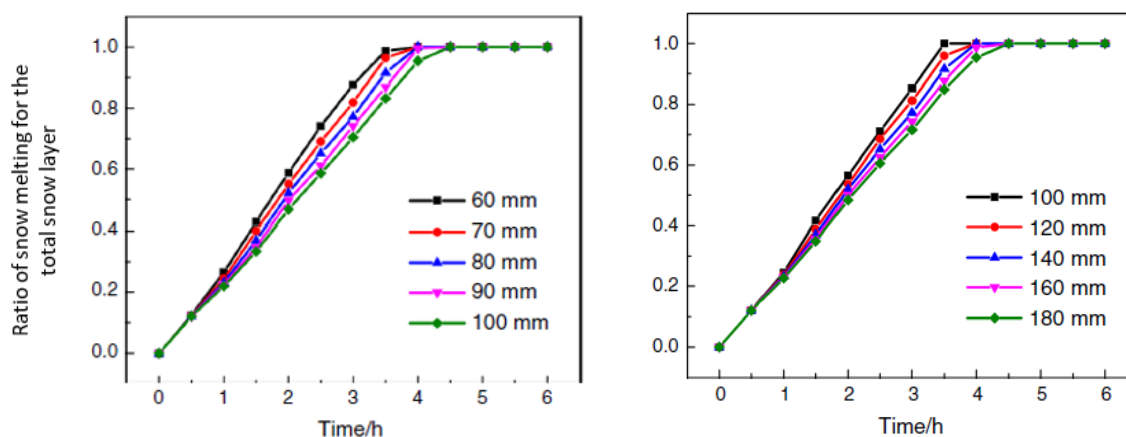 Ratio of snow melting for the
total snow layer
1.0
0.8
0.6
0.4
0.2
0.0
60 mm
70 mm
80 mm
90 mm
100 mm
0 1 2 3 4 5 6
Time/h
1.0
0.8
0.6
0.4
0.2
0.0
100 mm
120 mm
140 mm
160 mm
180 mm
0 1 2 3 4 5 6
Time/h